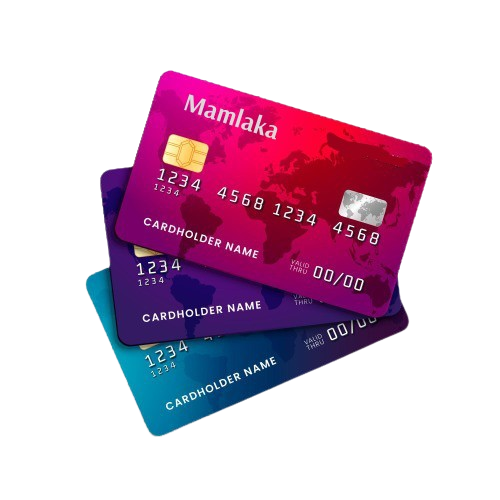 Mamlaka
1234 4568 1234 4568
1234
CARDHOLDER NAME
VALID
THRU 00/00
1234
1234
CARDHOLDER NAME
VALID
THRU
1234
1234
CARDHOLDER NAME
VALID
THRU 00/00